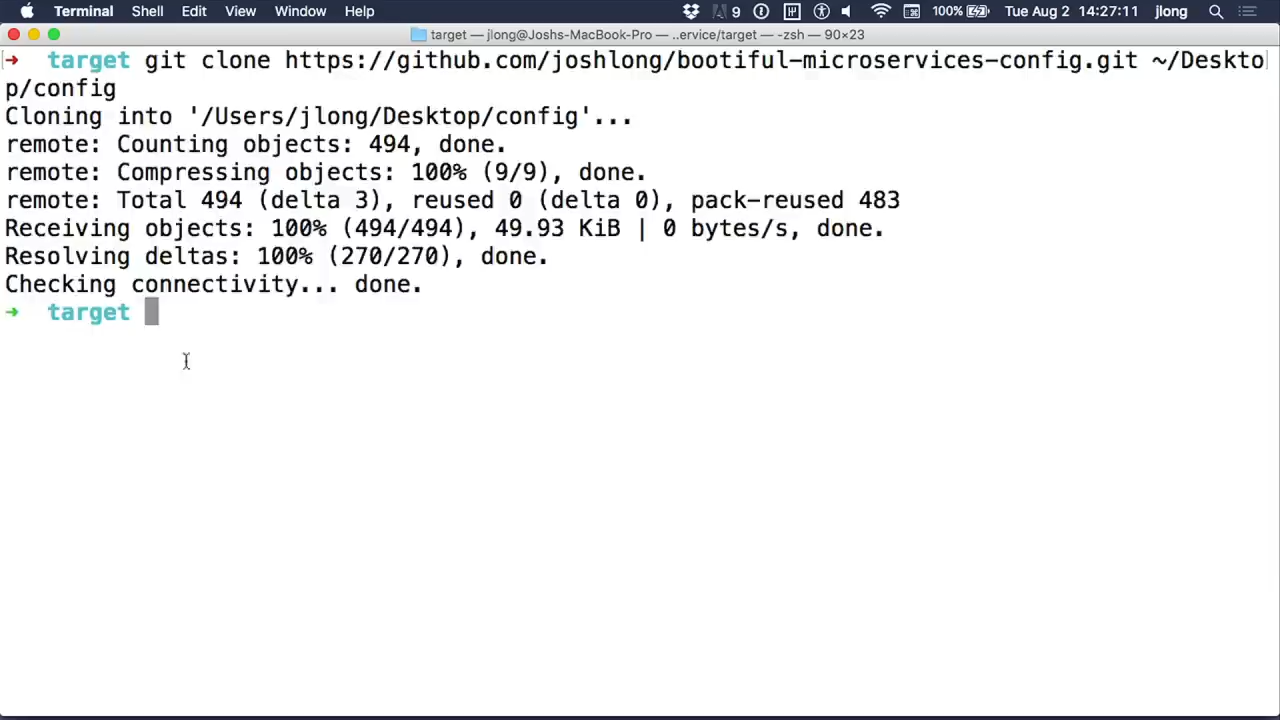 Terminal Shell Edit View Window Help 9 100% Tue Aug 2 14:27:11 jlong
target — jlong@Joshs-MacBook-Pro — ..ervice/target — -zsh — 90×23
➜ target git clone https://github.com/joshlong/bootiful-microservices-config.git ~/Deskto
p/config
Cloning into '/Users/jlong/Desktop/config'...
remote: Counting objects: 494, done.
remote: Compressing objects: 100% (9/9), done.
remote: Total 494 (delta 3), reused 0 (delta 0), pack-reused 483
Receiving objects: 100% (494/494), 49.93 KiB | 0 bytes/s, done.
Resolving deltas: 100% (270/270), done.
Checking connectivity... done.
➜ target